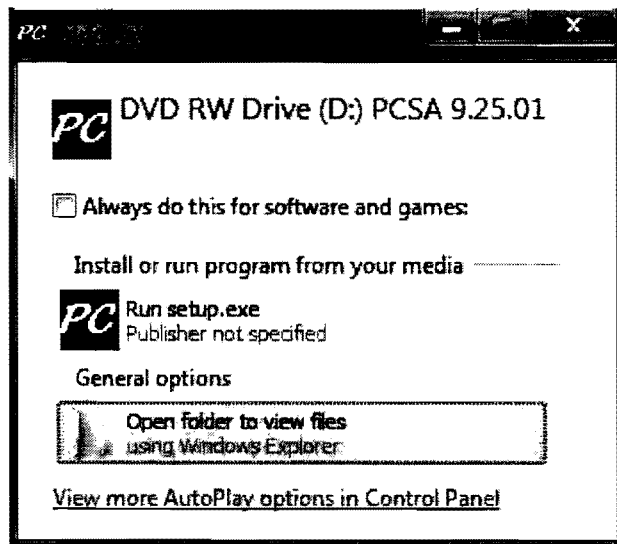 PC
DVD RW Drive (D:) PCSA 9.25.01
PC
Always do this for software and games:
Install or run program from your media
PC
Run setup.exe
Publisher not specified
General options
Open folder to view files
using Windows Explorer
View more AutoPlay options in Control Panel